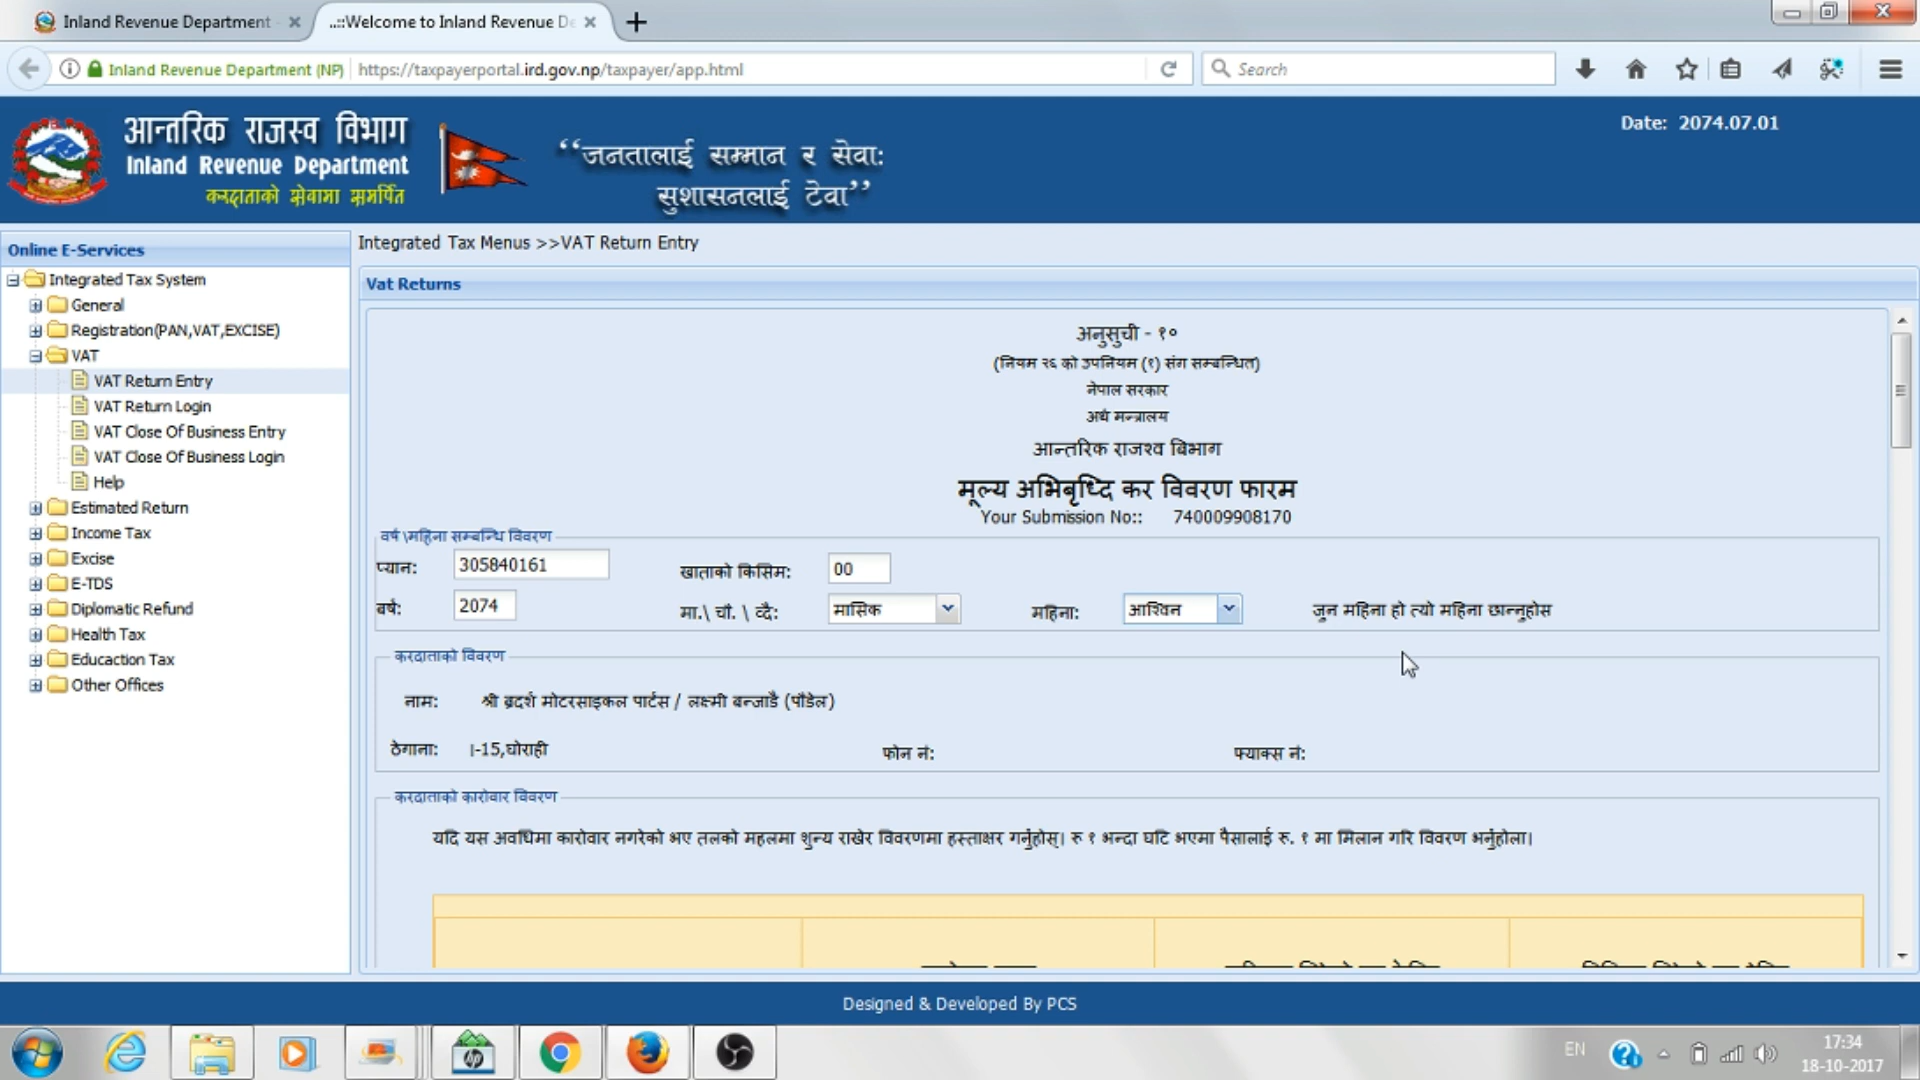 Inland Revenue Department
..::Welcome to Inland Revenue De
Inland Revenue Department (NP)
https://taxpayerportal.ird.gov.np/taxpayer/app.html
Search
आन्तरिक राजस्व विभाग
Inland Revenue Department
करदाताको सेवामा समर्पित
“जनतालाई सम्मान र सेवा:
सुशासनलाई टेवा”
Date: 2074.07.01
Online E-Services
Integrated Tax System
General
Registration(PAN,VAT,EXCISE)
VAT
VAT Return Entry
VAT Return Login
VAT Close Of Business Entry
VAT Close Of Business Login
Help
Estimated Return
Income Tax
Excise
E-TDS
Diplomatic Refund
Health Tax
Educaction Tax
Other Offices
Integrated Tax Menus >>VAT Return Entry
Vat Returns
अनुसुची - १०
(नियम २६ को उपनियम (१) संग सम्बन्धित)
नेपाल सरकार
अर्थ मन्त्रालय
आन्तरिक राजश्व बिभाग
मूल्य अभिबृध्दि कर विवरण फारम
Your Submission No:: 740009908170
वर्ष \महिना सम्बन्धि विवरण
प्यान: 305840161 खाताको किसिम: 00
बर्ष: 2074 मा.\ चौ. \ व्दै: मासिक महिना: आश्विन जुन महिना हो त्यो महिना छान्नुहोस
करदाताको विवरण
नाम: श्री ब्रदर्श मोटरसाइकल पार्टस / लक्ष्मी बन्जाडै (पौडेल)
ठेगाना: ।-15,घोराही फोन नं: फ्याक्स नं:
करदाताको कारोवार विवरण
यदि यस अवधिमा कारोवार नगरेको भए तलको महलमा शुन्य राखेर विवरणमा हस्ताक्षर गर्नुहोस्। रू १ भन्दा घटि भएमा पैसालाई रू. १ मा मिलान गरि विवरण भर्नुहोला।
Designed & Developed By PCS
EN
17:34
18-10-2017